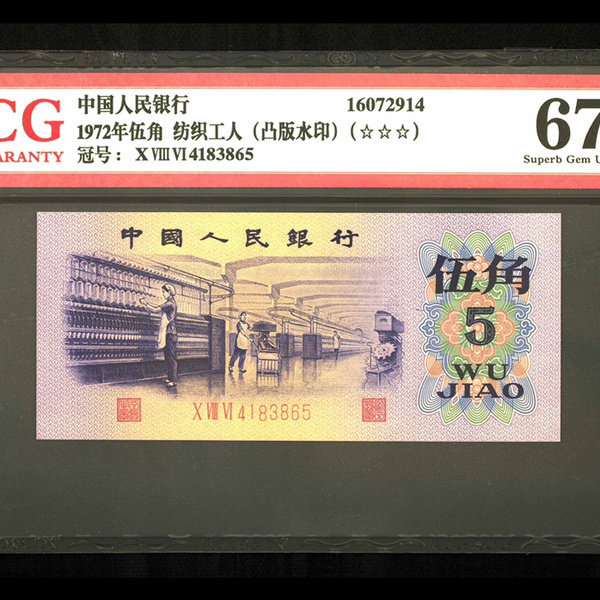 CG
ARANTY
中国人民银行 16072914
1972年伍角 纺织工人（凸版水印）(☆☆☆)
冠号： XⅧⅥ4183865
67
Superb Gem U
中國人民銀行
伍角
5
WU
JIAO
XⅧⅥ4183865